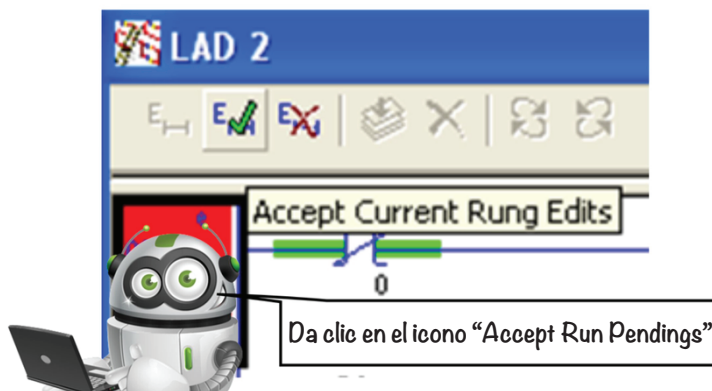 LAD 2
E E E
Accept Current Rung Edits
0
Da clic en el icono “Accept Run Pendings”